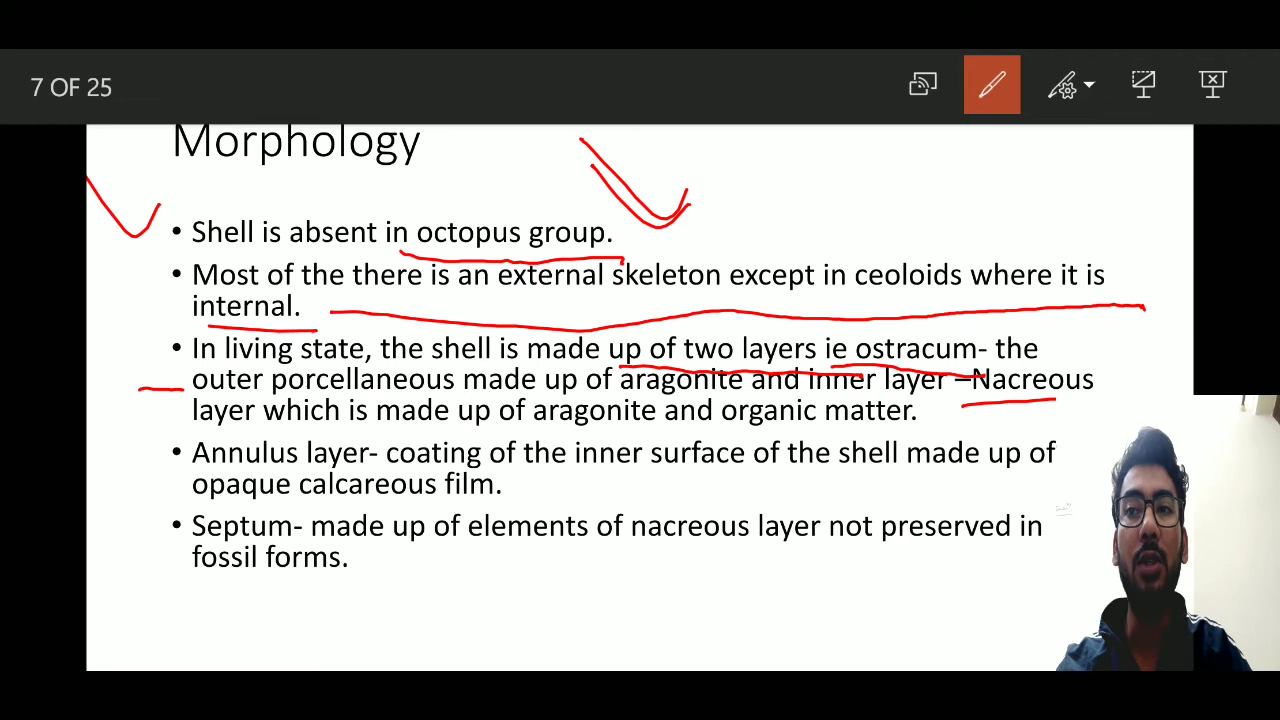 7 OF 25
Morphology
• Shell is absent in octopus group.
• Most of the there is an external skeleton except in ceoloids where it is
internal.
• In living state, the shell is made up of two layers ie ostracum- the
outer porcellaneous made up of aragonite and inner layer –Nacreous
layer which is made up of aragonite and organic matter.
• Annulus layer- coating of the inner surface of the shell made up of
opaque calcareous film.
• Septum- made up of elements of nacreous layer not preserved in
fossil forms.